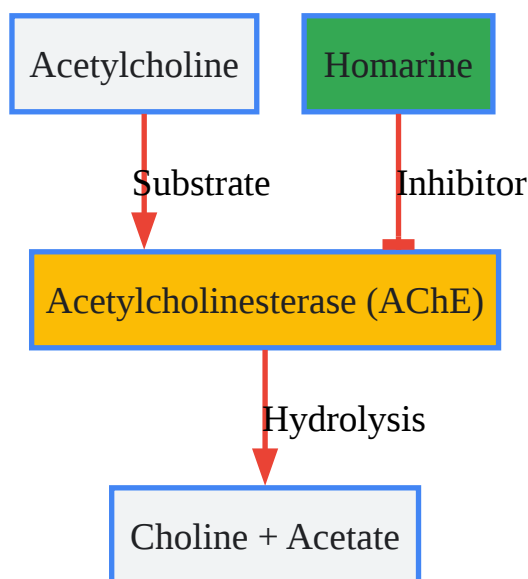 Acetylcholine
Homarine
Substrate
Inhibitor
Acetylcholinesterase (AChE)
Hydrolysis
Choline + Acetate